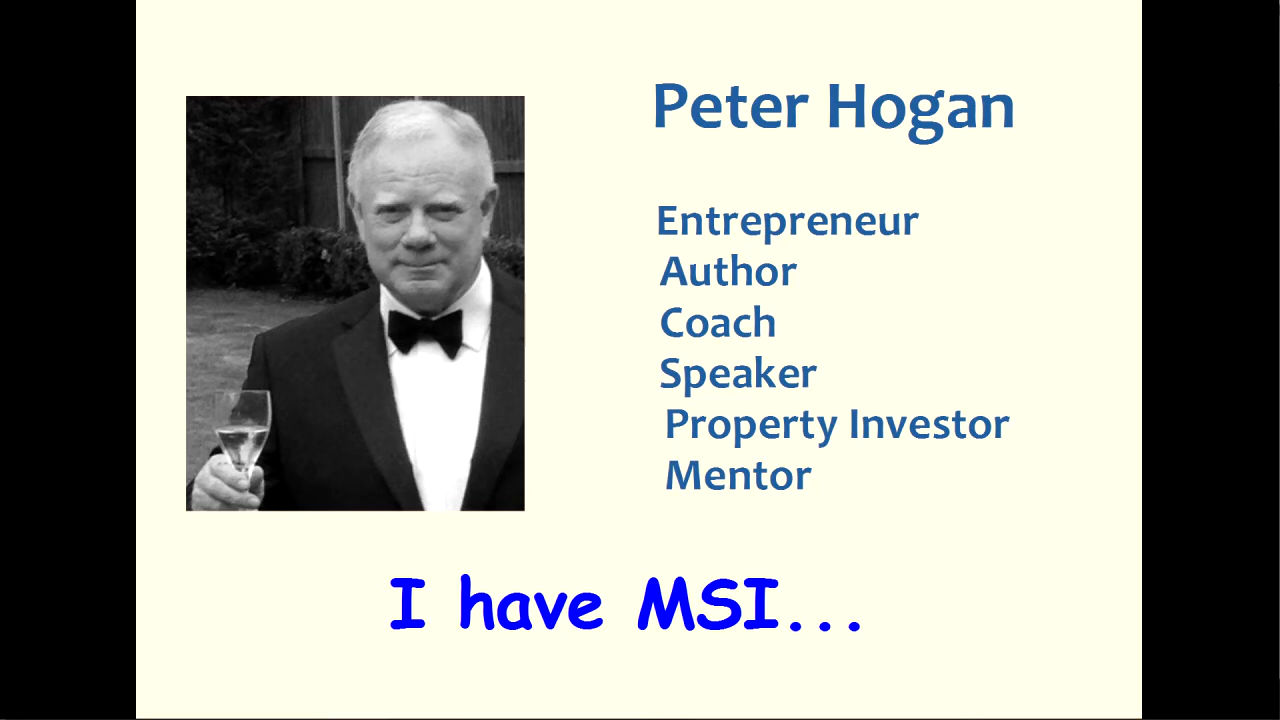 Peter Hogan
Entrepreneur
Author
Coach
Speaker
Property Investor
Mentor
I have MSI...